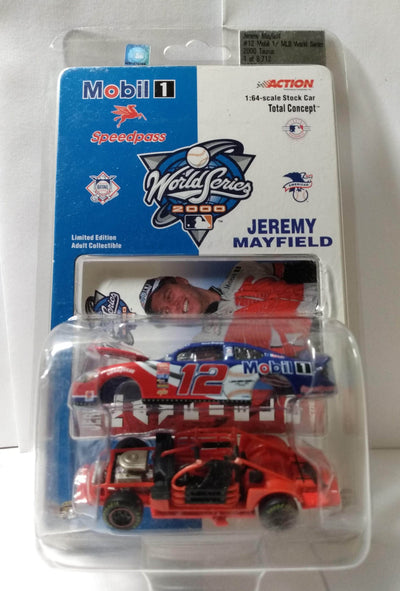 Jeremy Mayfield
#12 Mobil 1/ MLB World Series
2000 Taurus
1 of 8,712
Mobil 1
ACTION
1:64-scale Stock Car
Total Concept
Speedpass
World Series
2000
Limited Edition
Adult Collectible
JEREMY
MAYFIELD
12
Mobil 1